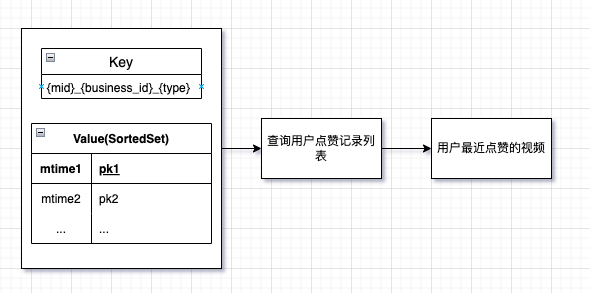 Key
{mid}_{business_id}_{type}
Value(SortedSet)
mtime1 pk1
mtime2 pk2
... ...
查询用户点赞记录列
表
用户最近点赞的视频